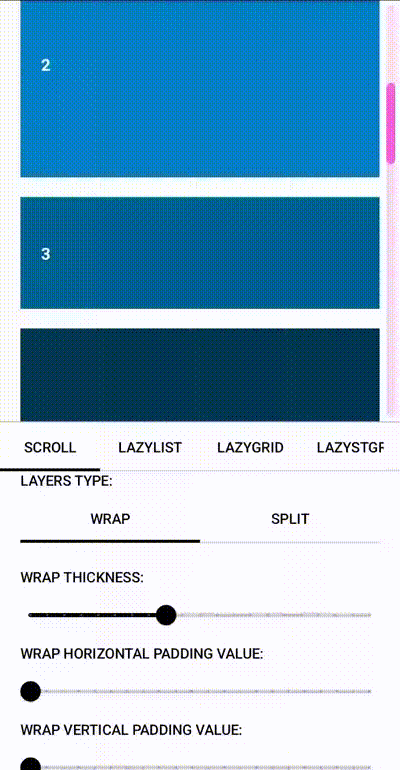 2
3
SCROLL LAZYLIST LAZYGRID LAZYSTGR
LAYERS TYPE:
WRAP SPLIT
WRAP THICKNESS:
WRAP HORIZONTAL PADDING VALUE:
WRAP VERTICAL PADDING VALUE: